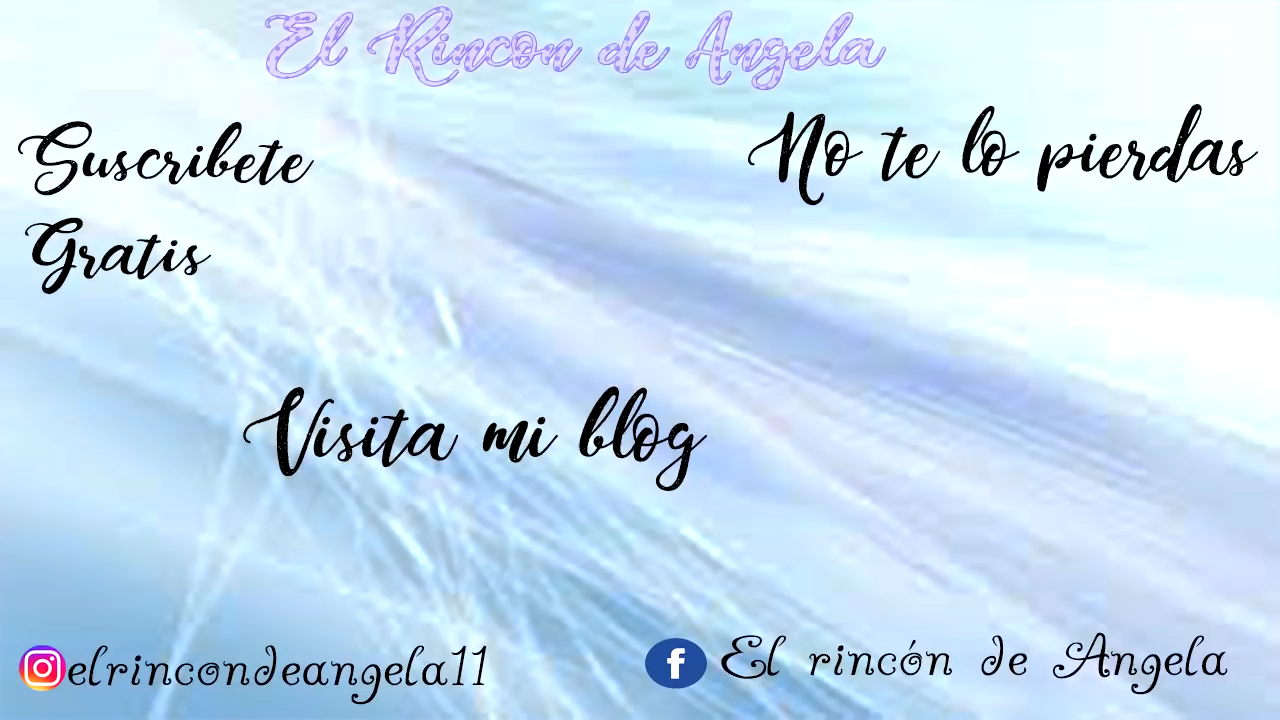 El Rincon de Angela
No te lo pierdas
Suscribete
Gratis
Visita mi blog
elrincondeangela11
El rincón de Angela